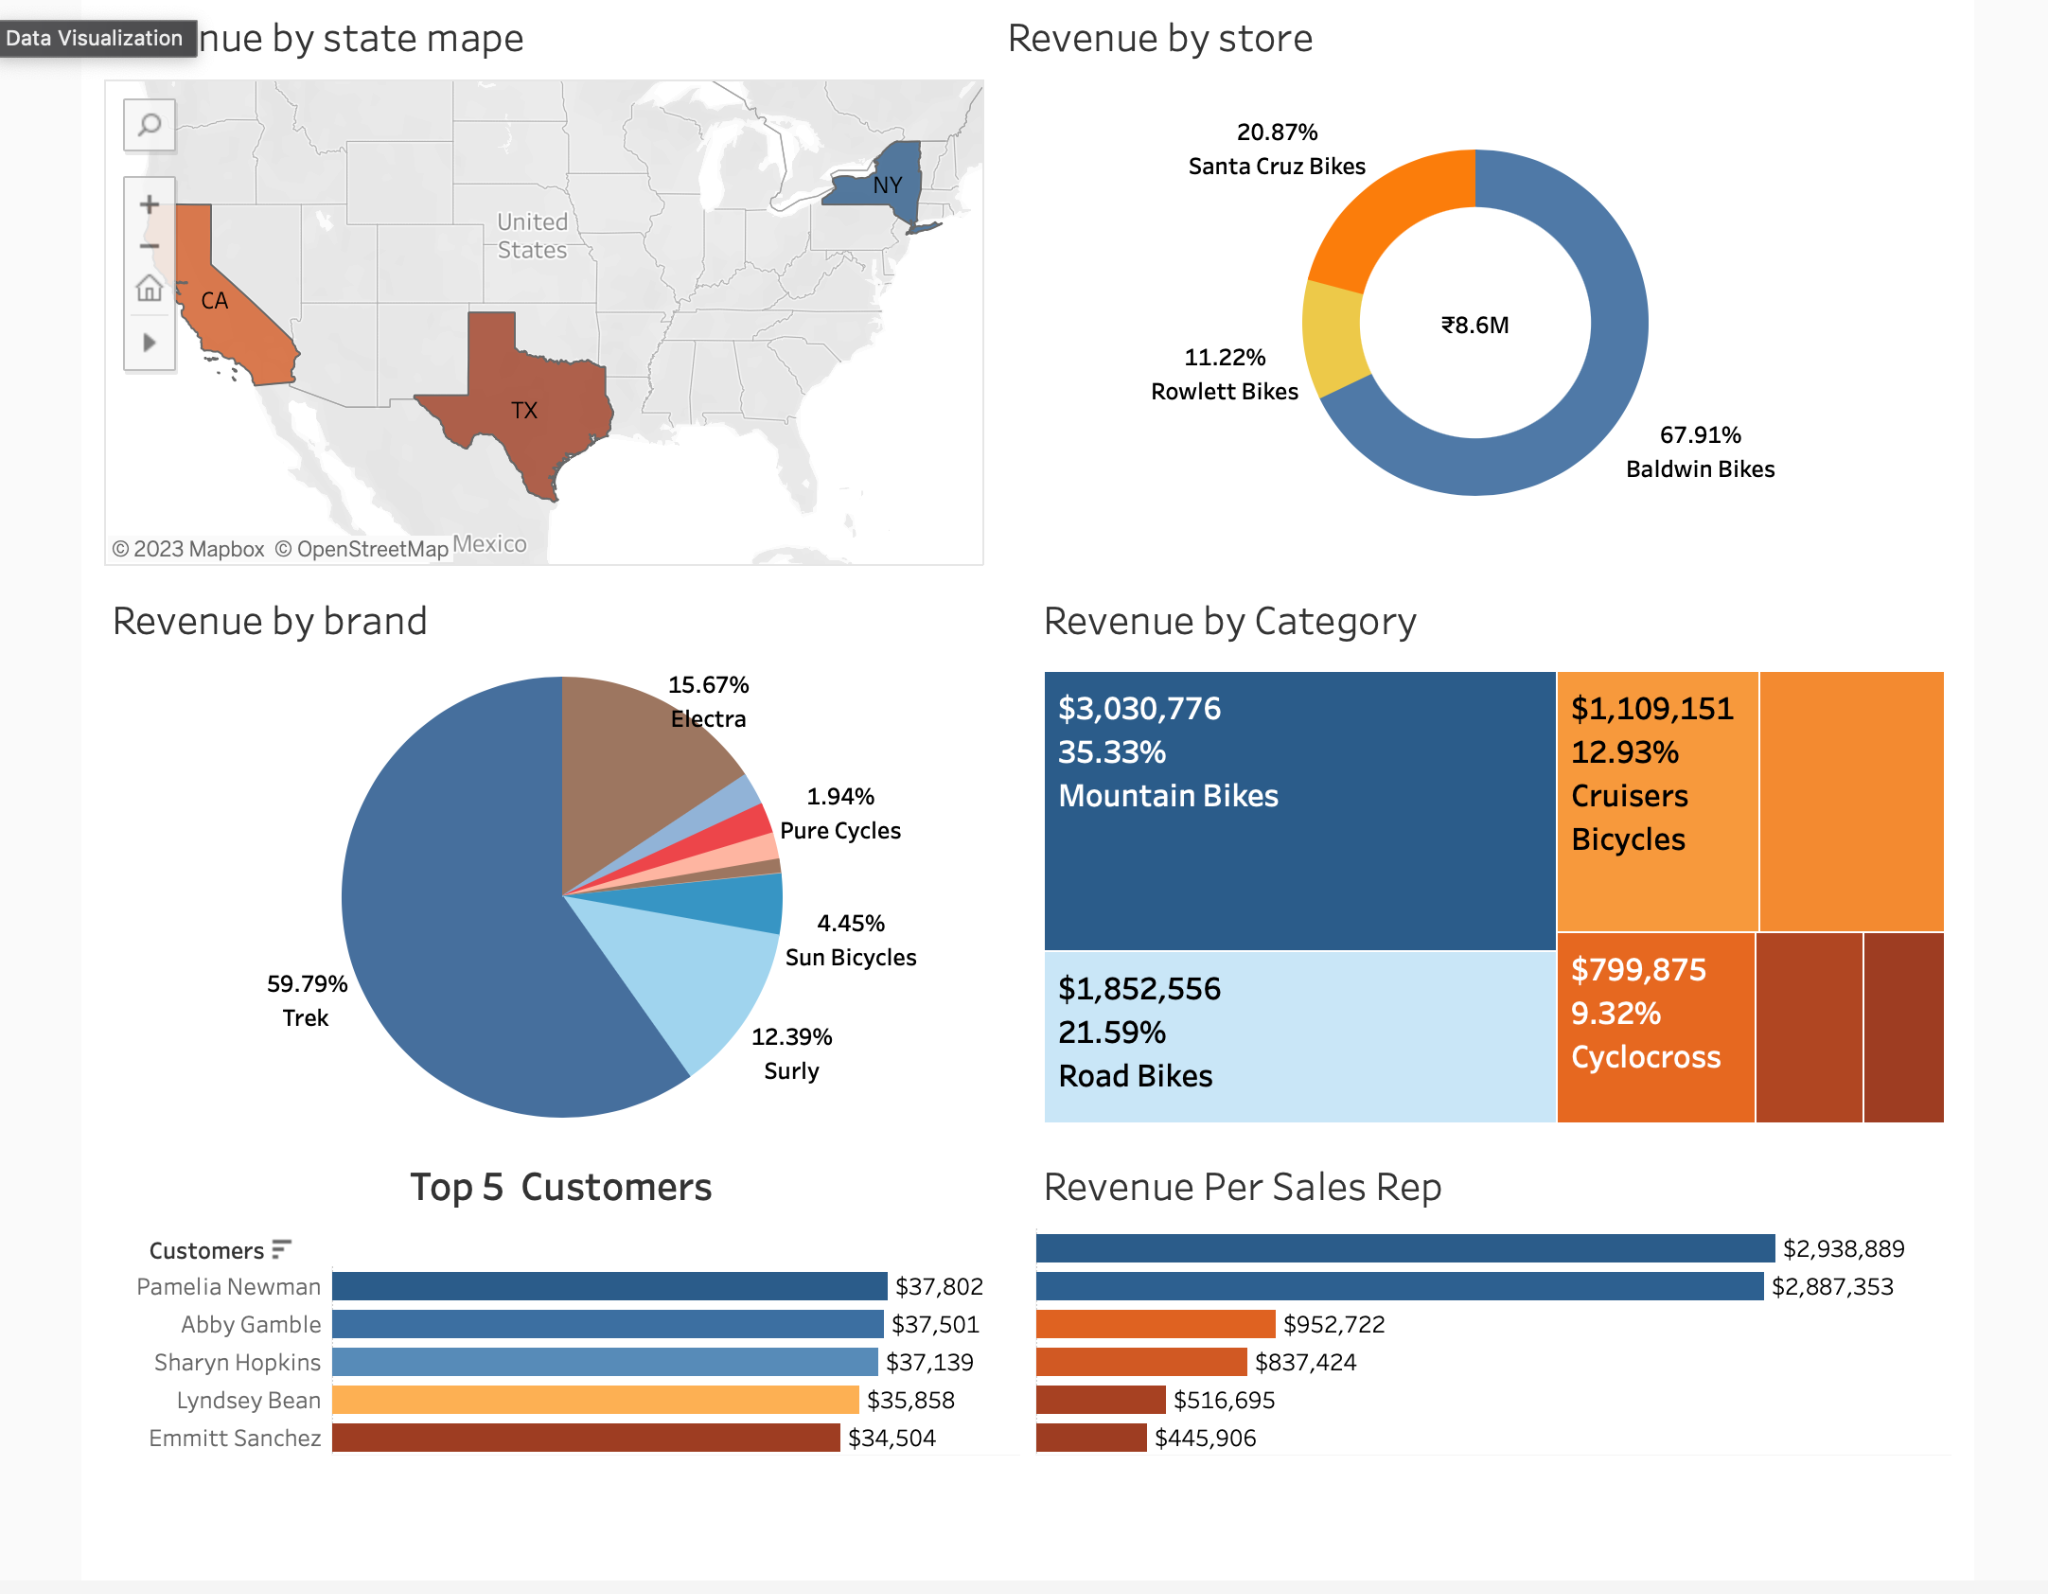 Data Visualization
nue by state mape
Revenue by store
NY
United
States
CA
TX
© 2023 Mapbox © OpenStreetMap
Mexico
20.87%
Santa Cruz Bikes
₹8.6M
11.22%
Rowlett Bikes
67.91%
Baldwin Bikes
Revenue by brand
15.67%
Electra
1.94%
Pure Cycles
4.45%
Sun Bicycles
59.79%
Trek
12.39%
Surly
Revenue by Category
$3,030,776
35.33%
Mountain Bikes
$1,109,151
12.93%
Cruisers
Bicycles
$1,852,556
21.59%
Road Bikes
$799,875
9.32%
Cyclocross
Top 5 Customers
Customers
Pamelia Newman $37,802
Abby Gamble $37,501
Sharyn Hopkins $37,139
Lyndsey Bean $35,858
Emmitt Sanchez $34,504
Revenue Per Sales Rep
$2,938,889
$2,887,353
$952,722
$837,424
$516,695
$445,906